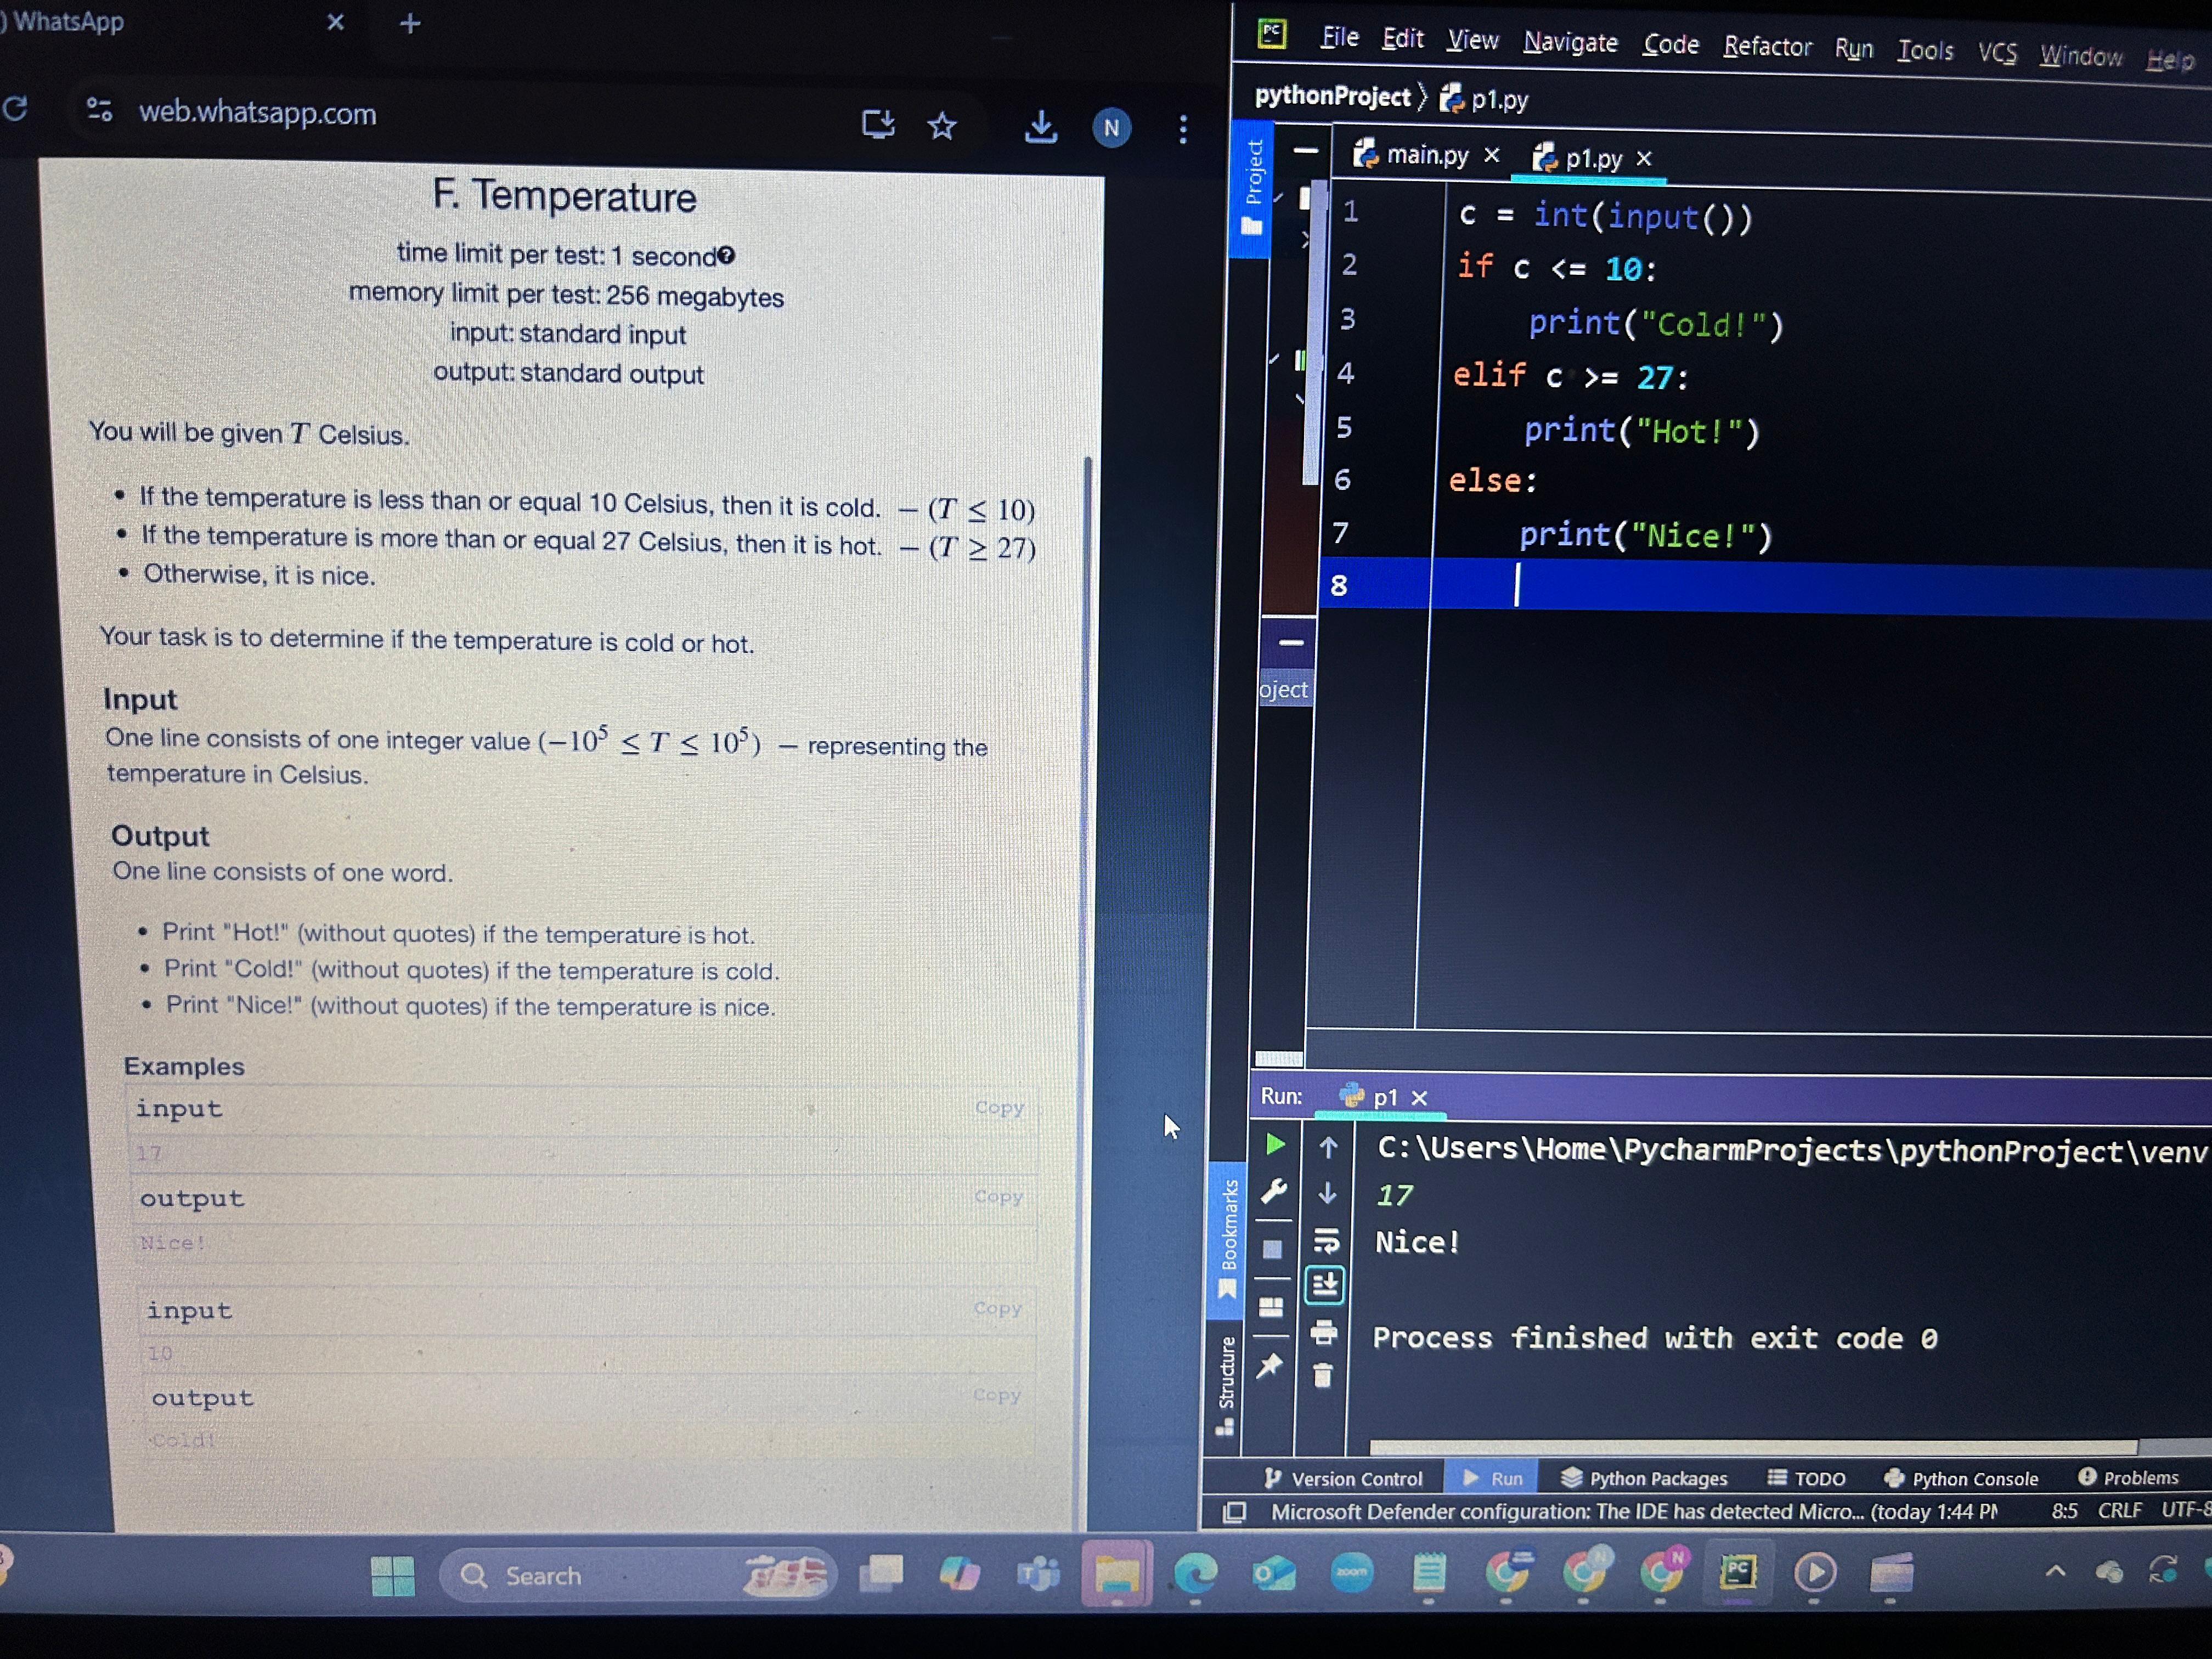 ) WhatsApp
web.whatsapp.com
N
F. Temperature
time limit per test: 1 second
memory limit per test: 256 megabytes
input: standard input
output: standard output
You will be given T Celsius.
• If the temperature is less than or equal 10 Celsius, then it is cold. – (T ≤ 10)
• If the temperature is more than or equal 27 Celsius, then it is hot. – (T ≥ 27)
• Otherwise, it is nice.
Your task is to determine if the temperature is cold or hot.
Input
One line consists of one integer value (−10⁵ ≤ T ≤ 10⁵) – representing the
temperature in Celsius.
Output
One line consists of one word.
• Print "Hot!" (without quotes) if the temperature is hot.
• Print "Cold!" (without quotes) if the temperature is cold.
• Print "Nice!" (without quotes) if the temperature is nice.
Examples
input Copy
17
output Copy
Nice!
input Copy
10
output Copy
Cold!
PC File Edit View Navigate Code Refactor Run Tools VCS Window Help
pythonProject p1.py
Project
main.py p1.py
1 c = int(input())
2 if c <= 10:
3 print("Cold!")
4 elif c >= 27:
5 print("Hot!")
6 else:
7 print("Nice!")
8
oject
Run: p1
C:\Users\Home\PycharmProjects\pythonProject\venv
17
Nice!
Process finished with exit code 0
Bookmarks
Structure
Version Control Run Python Packages TODO Python Console Problems
Microsoft Defender configuration: The IDE has detected Micro... (today 1:44 PM 8:5 CRLF UTF-8
Search
zoom
PC